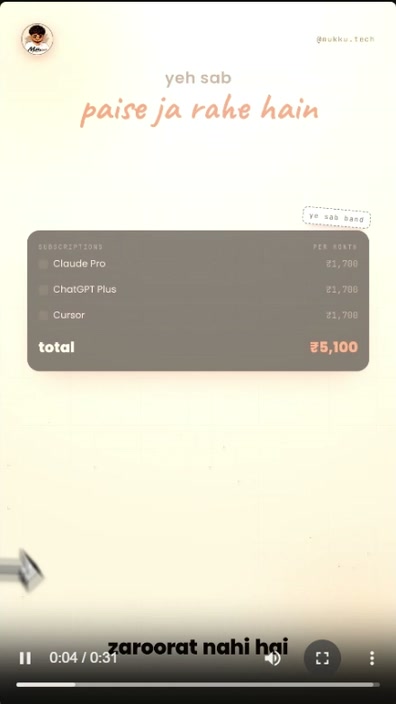 @mukku.tech
yeh sab
paise ja rahe hain
ye sab band
SUBSCRIPTIONS PER MONTH
Claude Pro ₹1,700
ChatGPT Plus ₹1,700
Cursor ₹1,700
total ₹5,100
zaroorat nahi hai
0:04 / 0:31